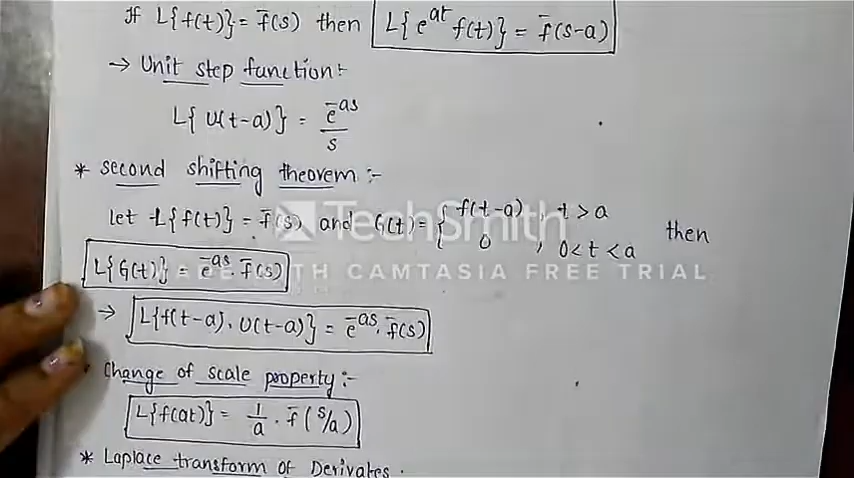 If L{f(t)} = f̄(s) then L{e^{at} f(t)} = f̄(s-a)
→ Unit step function:-
L{U(t-a)} = e^{-as}/s
* second shifting theorem :-
let L{f(t)} = f̄(s) and G(t) = { f(t-a) , t > a
0 , 0 < t < a then
TechSmith
L{G(t)} = e^{-as} . f̄(s)
TH CAMTASIA FREE TRIAL
→ L{f(t-a) . U(t-a)} = e^{-as} . f̄(s)
Change of scale property :-
L{f(at)} = 1/a . f̄(s/a)
* Laplace transform of Derivates .